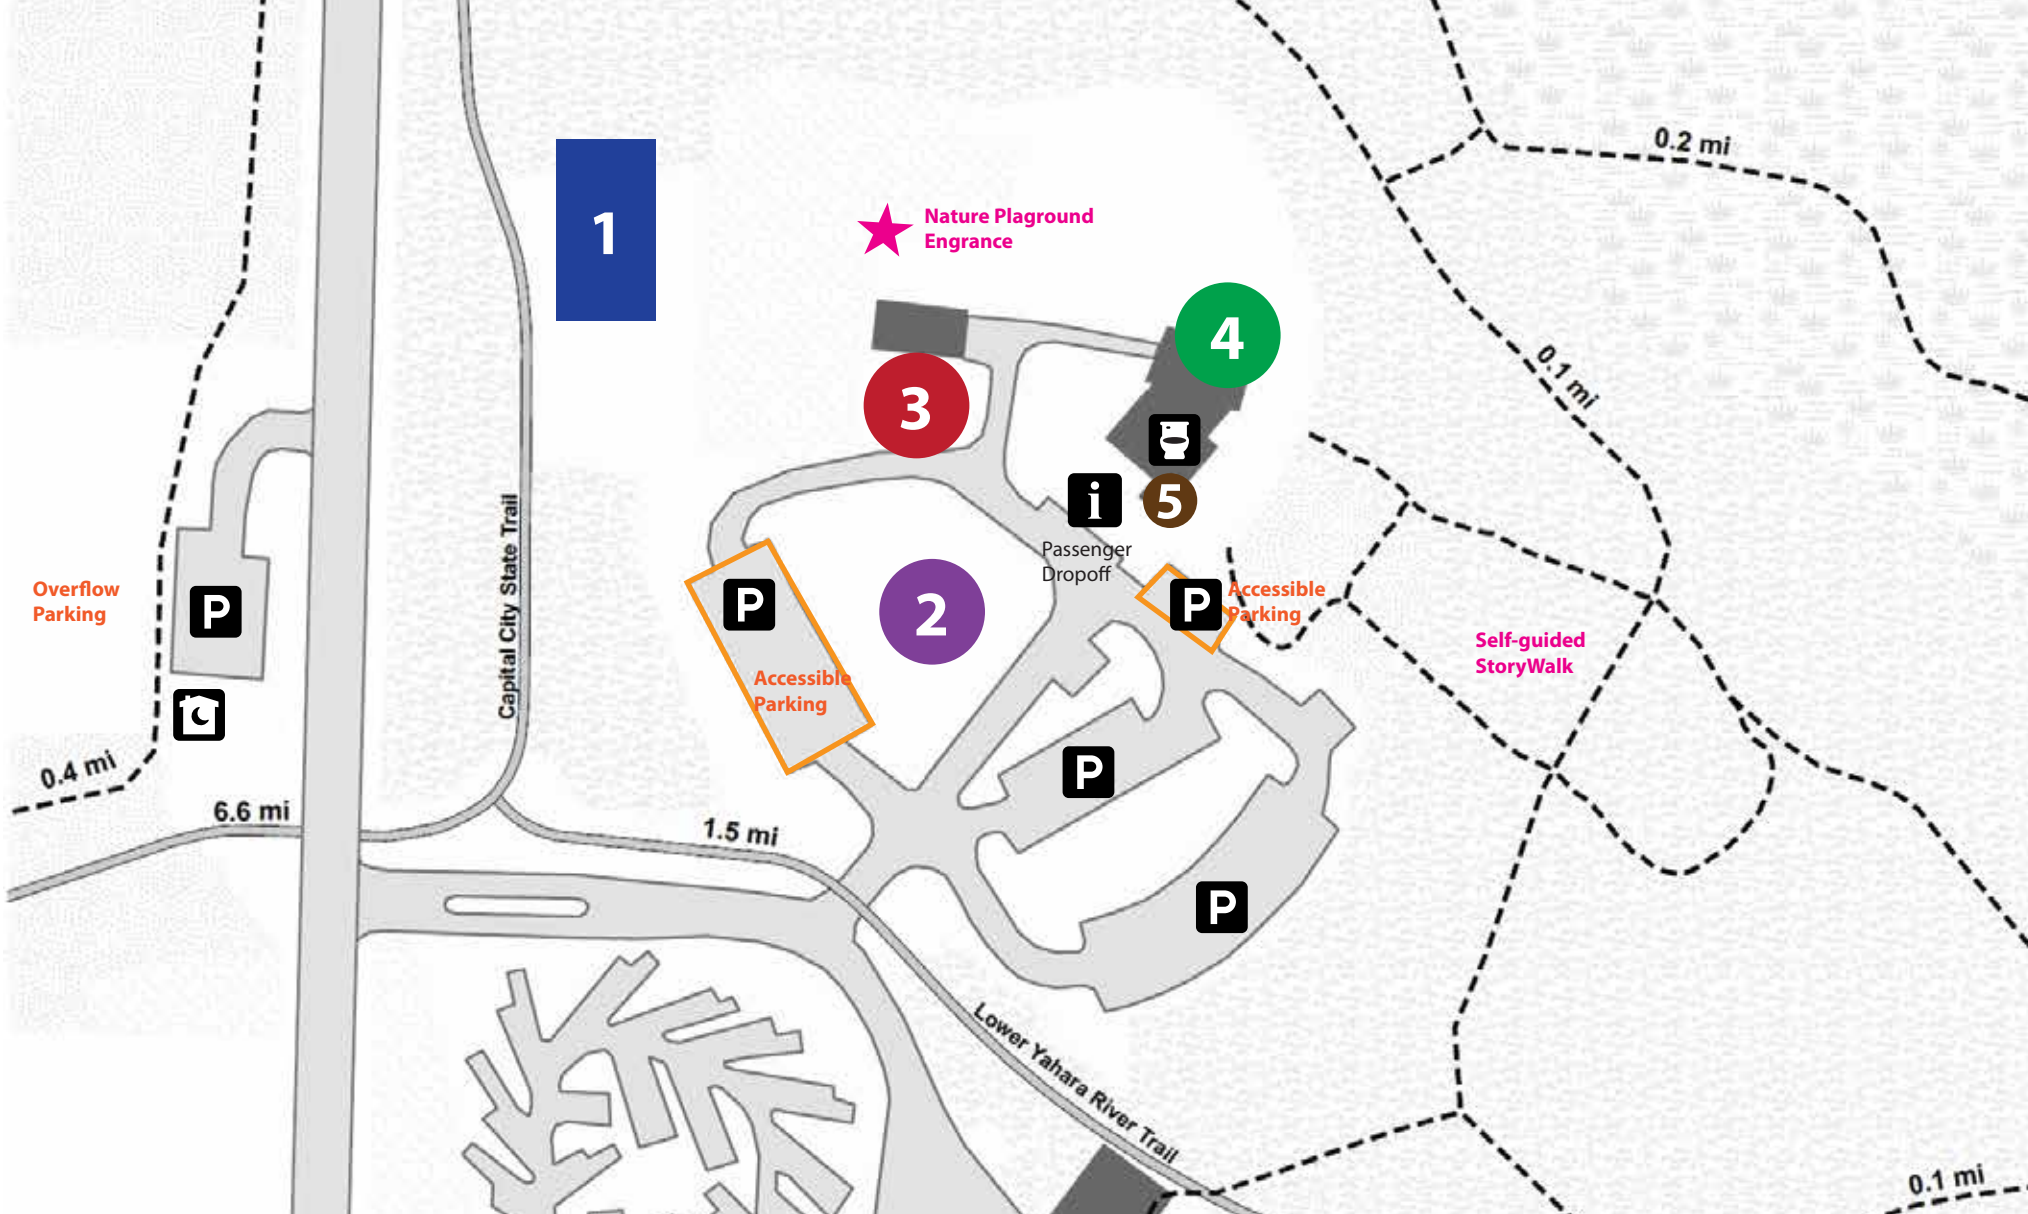 0.2 mi
1
Nature Plaground
Engrance
4
0.1 mi
3
i
5
Capital City State Trail
Passenger
Dropoff
Overflow
Parking
P
P
2
P
Accessible
Parking
Self-guided
StoryWalk
Accessible
Parking
0.4 mi
P
6.6 mi
1.5 mi
P
Lower Yahara River Trail
0.1 mi